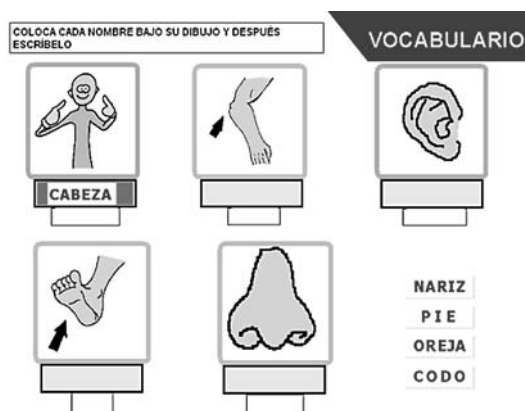 COLOCA CADA NOMBRE BAJO SU DIBUJO Y DESPUÉS
ESCRÍBELO
VOCABULARIO
CABEZA
NARIZ
PIE
OREJA
CODO